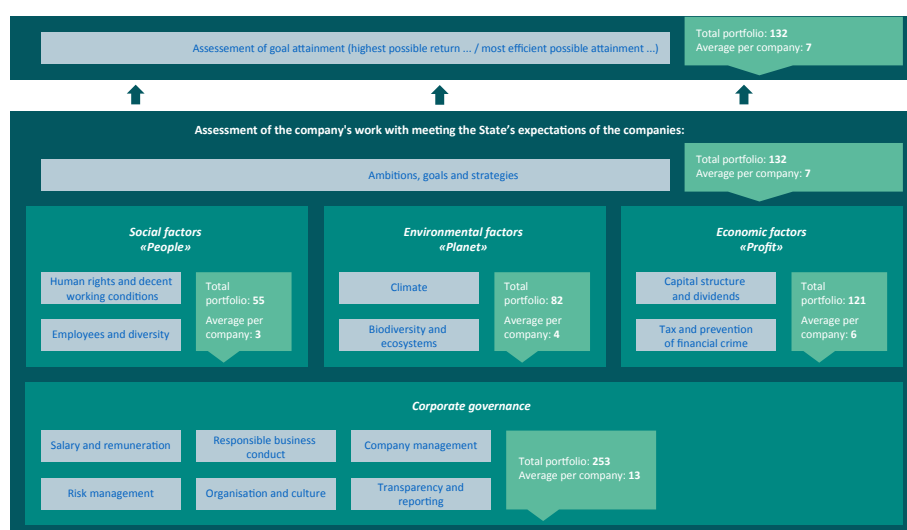 Assessement of goal attainment (highest possible return ... / most efficient possible attainment ...)
Total portfolio: 132
Average per company: 7
Assessment of the company's work with meeting the State's expectations of the companies:
Ambitions, goals and strategies
Total portfolio: 132
Average per company: 7
Social factors
«People»
Human rights and decent
working conditions
Employees and diversity
Total
portfolio: 55
Average per
company: 3
Environmental factors
«Planet»
Climate
Biodiversity and
ecosystems
Total
portfolio: 82
Average per
company: 4
Economic factors
«Profit»
Capital structure
and dividends
Tax and prevention
of financial crime
Total
portfolio: 121
Average per
company: 6
Corporate governance
Salary and remuneration
Responsible business
conduct
Company management
Risk management
Organisation and culture
Transparency and
reporting
Total portfolio: 253
Average per company: 13